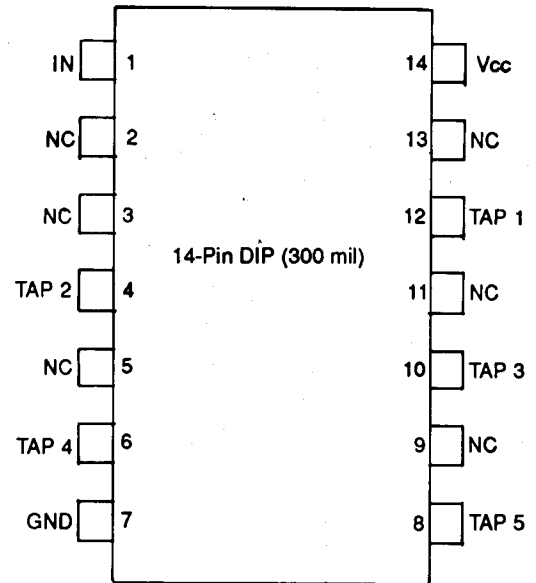 IN 1 14 Vcc
NC 2 13 NC
NC 3 12 TAP 1
14-Pin DIP (300 mil)
TAP 2 4 11 NC
NC 5 10 TAP 3
TAP 4 6 9 NC
GND 7 8 TAP 5